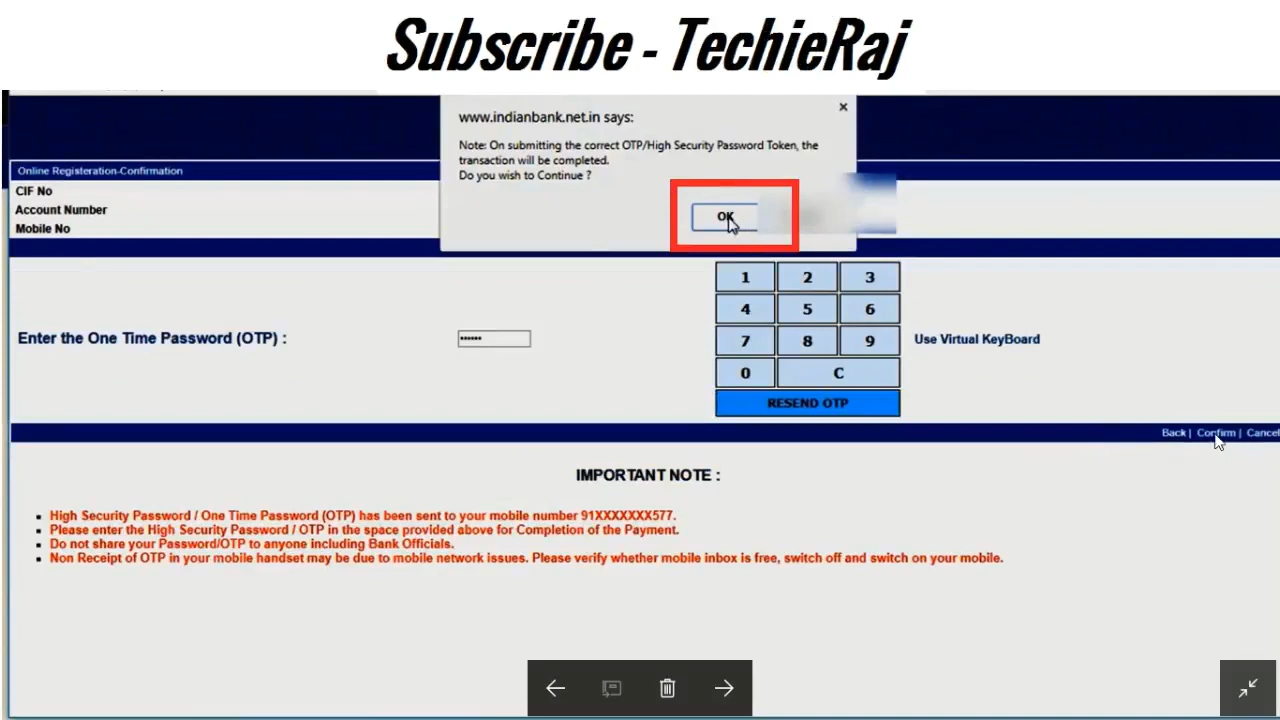 Subscribe - TechieRaj
www.indianbank.net.in says:
Note: On submitting the correct OTP/High Security Password Token, the
transaction will be completed.
Do you wish to Continue ?
OK
Online Registeration-Confirmation
CIF No
Account Number
Mobile No
1 2 3
4 5 6
Enter the One Time Password (OTP) : 7 8 9 Use Virtual KeyBoard
0 C
RESEND OTP
Back | Confirm | Cancel
IMPORTANT NOTE :
High Security Password / One Time Password (OTP) has been sent to your mobile number 91XXXXXXX577.
Please enter the High Security Password / OTP in the space provided above for Completion of the Payment.
Do not share your Password/OTP to anyone including Bank Officials.
Non Receipt of OTP in your mobile handset may be due to mobile network issues. Please verify whether mobile inbox is free, switch off and switch on your mobile.